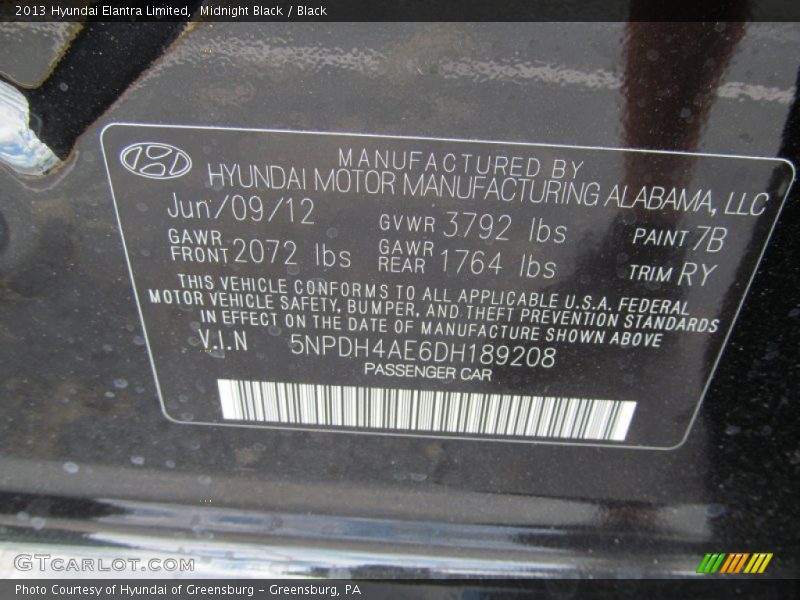 2013 Hyundai Elantra Limited,  Midnight Black / Black
MANUFACTURED BY
HYUNDAI MOTOR MANUFACTURING ALABAMA, LLC
Jun/09/12 GVWR 3792 lbs PAINT 7B
GAWR FRONT 2072 lbs GAWR REAR 1764 lbs TRIM RY
THIS VEHICLE CONFORMS TO ALL APPLICABLE U.S.A. FEDERAL
MOTOR VEHICLE SAFETY, BUMPER, AND THEFT PREVENTION STANDARDS
IN EFFECT ON THE DATE OF MANUFACTURE SHOWN ABOVE
V.I.N 5NPDH4AE6DH189208
PASSENGER CAR
GTCarLot.com
Photo Courtesy of Hyundai of Greensburg - Greensburg, PA